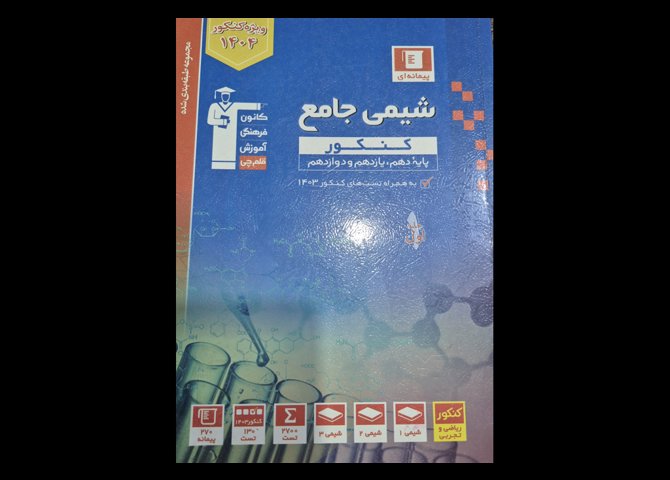 ویژه کنکور
۱۴۰۴
مجموعه طبقه‌بندی شده
پیمانه‌ای
کانون
فرهنگی
آموزش
قلم‌چی
شیمی جامع
کنکور
پایه دهم، یازدهم و دوازدهم
به همراه تست‌های کنکور ۱۴۰۳
کنکور
ریاضی و
تجربی
شیمی ۱
شیمی ۲
شیمی ۳
۲۷۰۰
تست
کنکور ۱۴۰۳
۱۳۰
تست
۲۷۰
پیمانه